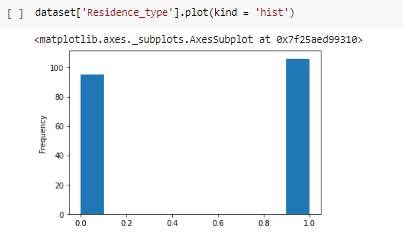 [ ] dataset['Residence_type'].plot(kind = 'hist')
<matplotlib.axes._subplots.AxesSubplot at 0x7f25aed99310>
100
80
60
40
20
0
Frequency
0.0 0.2 0.4 0.6 0.8 1.0